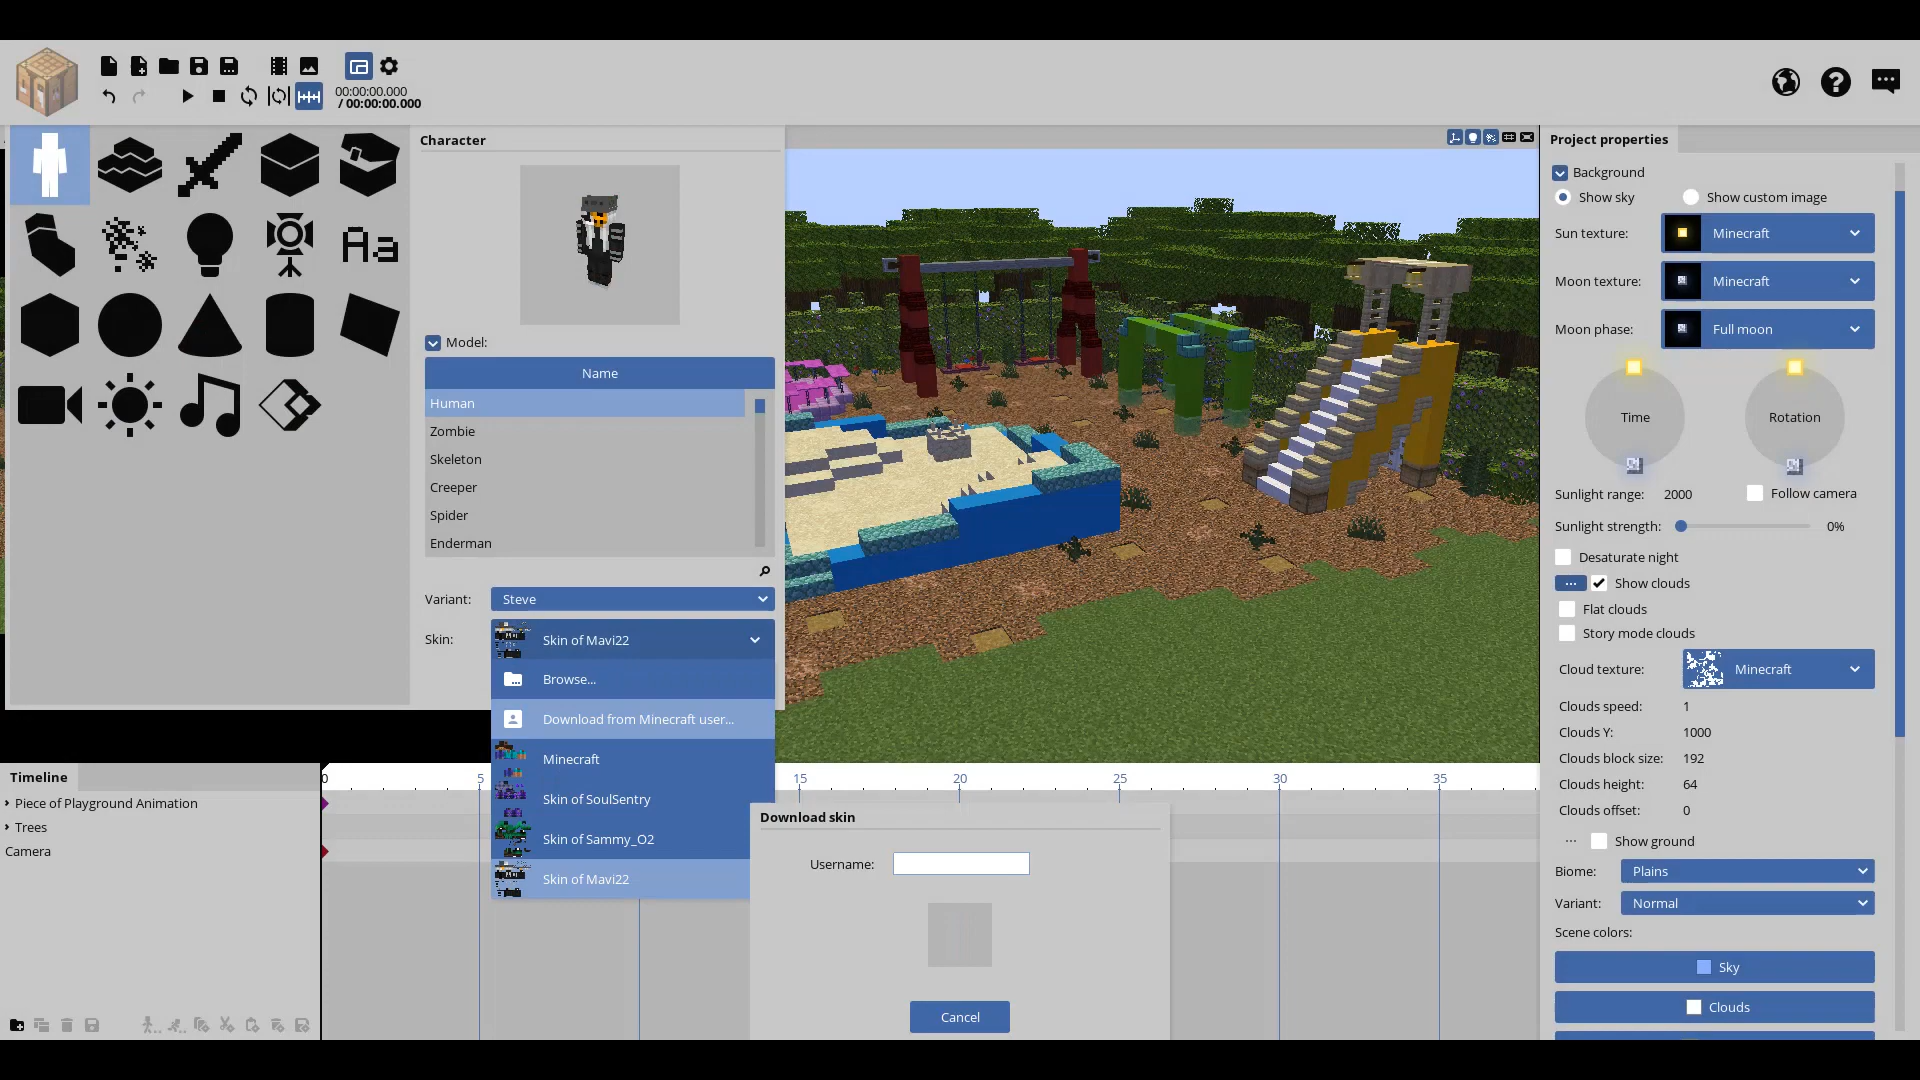 00:00:00.000
/ 00:00:00.000
Character
Model:
Name
Human
Zombie
Skeleton
Creeper
Spider
Enderman
Variant:
Steve
Skin:
Skin of Mavi22
Browse...
Download from Minecraft user...
Minecraft
Skin of SoulSentry
Skin of Sammy_O2
Skin of Mavi22
Project properties
Background
Show sky
Show custom image
Sun texture:
Minecraft
Moon texture:
Minecraft
Moon phase:
Full moon
Time
Rotation
Sunlight range:
2000
Follow camera
Sunlight strength:
0%
Desaturate night
Show clouds
Flat clouds
Story mode clouds
Cloud texture:
Minecraft
Clouds speed:
1
Clouds Y:
1000
Clouds block size:
192
Clouds height:
64
Clouds offset:
0
Show ground
Biome:
Plains
Variant:
Normal
Scene colors:
Sky
Clouds
Timeline
0
5
15
20
25
30
35
Piece of Playground Animation
Trees
Camera
Download skin
Username:
Cancel